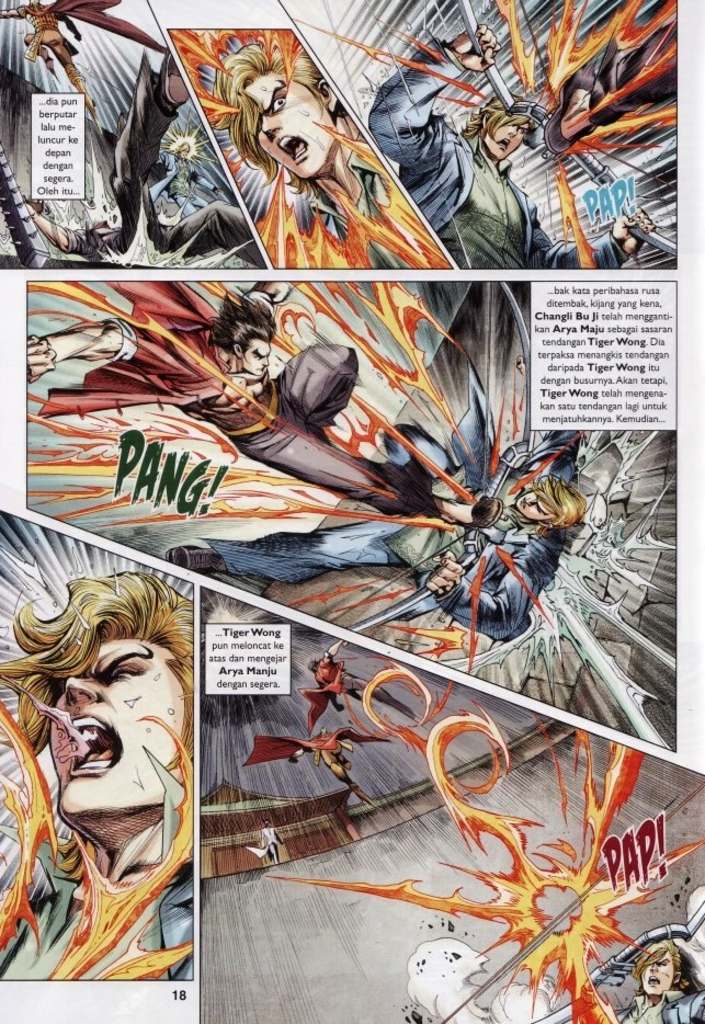 ...dia pun
berputar
lalu me-
luncur ke
depan
dengan
segera.
Oleh itu...
PAP!
...bak kata peribahasa rusa
ditembak, kijang yang kena,
Changli Bu Ji telah mengganti-
kan Arya Maju sebagai sasaran
tendangan Tiger Wong. Dia
terpaksa menangkis tendangan
daripada Tiger Wong itu
dengan busurnya. Akan tetapi,
Tiger Wong telah mengena-
kan satu tendangan lagi untuk
menjatuhkannya. Kemudian...
PANG!
...Tiger Wong
pun meloncat ke
atas dan mengejar
Arya Manju
dengan segera.
PAP!
18